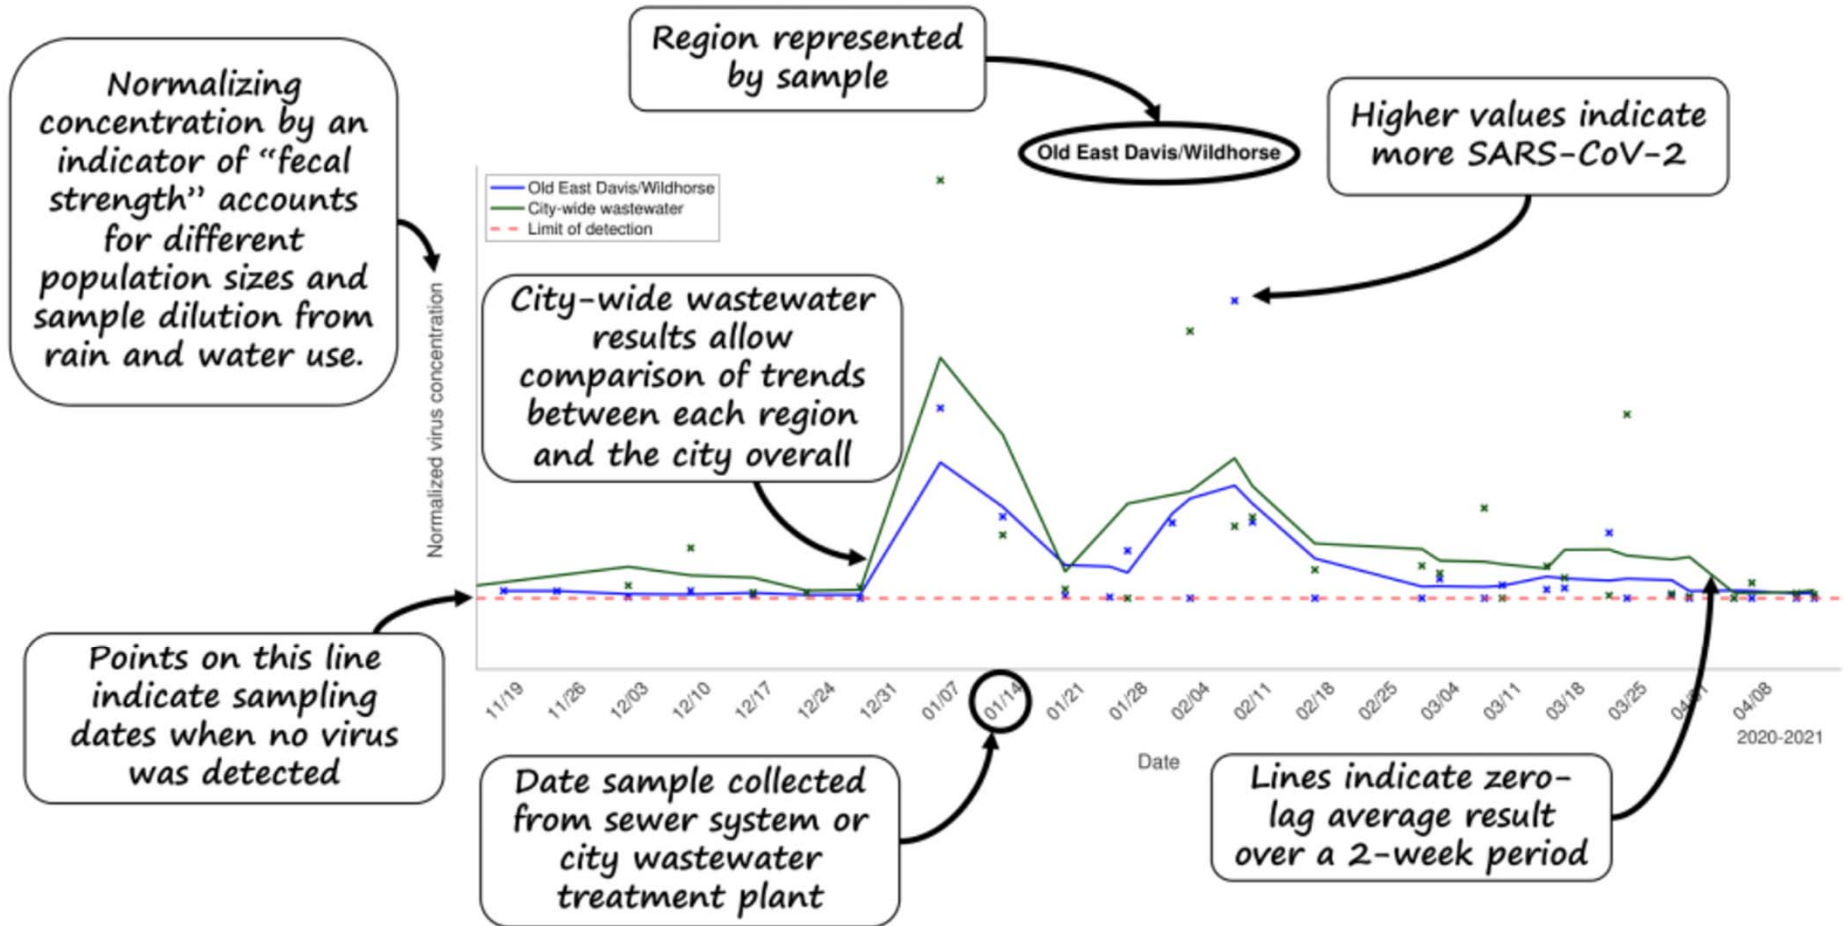 Region represented
by sample
Normalizing
concentration by an
indicator of “fecal
strength” accounts
for different
population sizes and
sample dilution from
rain and water use.
Higher values indicate
more SARS-CoV-2
Old East Davis/Wildhorse
Old East Davis/Wildhorse
City-wide wastewater
Limit of detection
City-wide wastewater
results allow
comparison of trends
between each region
and the city overall
Normalized virus concentration
Points on this line
indicate sampling
dates when no virus
was detected
11/19
11/26
12/03
12/10
12/17
12/24
12/31
01/07
01/14
01/21
01/28
02/04
02/11
02/18
02/25
03/04
03/11
03/18
03/25
04/01
04/08
2020-2021
Date
Date sample collected
from sewer system or
city wastewater
treatment plant
Lines indicate zero-
lag average result
over a 2-week period